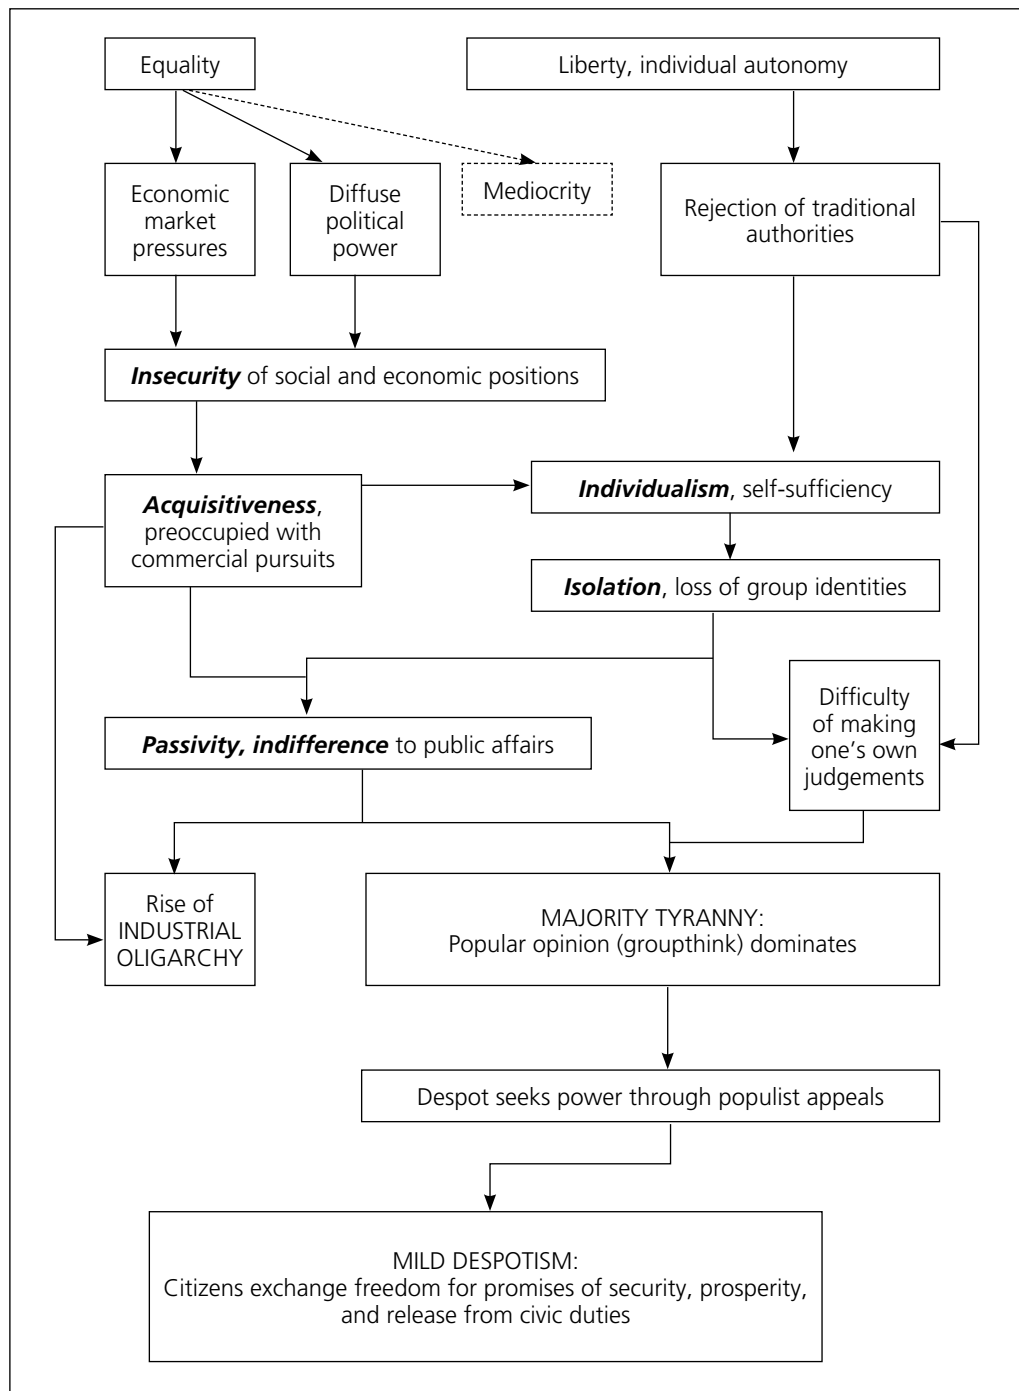 Equality
Liberty, individual autonomy
Economic
market
pressures
Diffuse
political
power
Mediocrity
Rejection of traditional
authorities
Insecurity of social and economic positions
Acquisitiveness,
preoccupied with
commercial pursuits
Individualism, self-sufficiency
Isolation, loss of group identities
Difficulty
of making
one's own
judgements
Passivity, indifference to public affairs
Rise of
INDUSTRIAL
OLIGARCHY
MAJORITY TYRANNY:
Popular opinion (groupthink) dominates
Despot seeks power through populist appeals
MILD DESPOTISM:
Citizens exchange freedom for promises of security, prosperity,
and release from civic duties